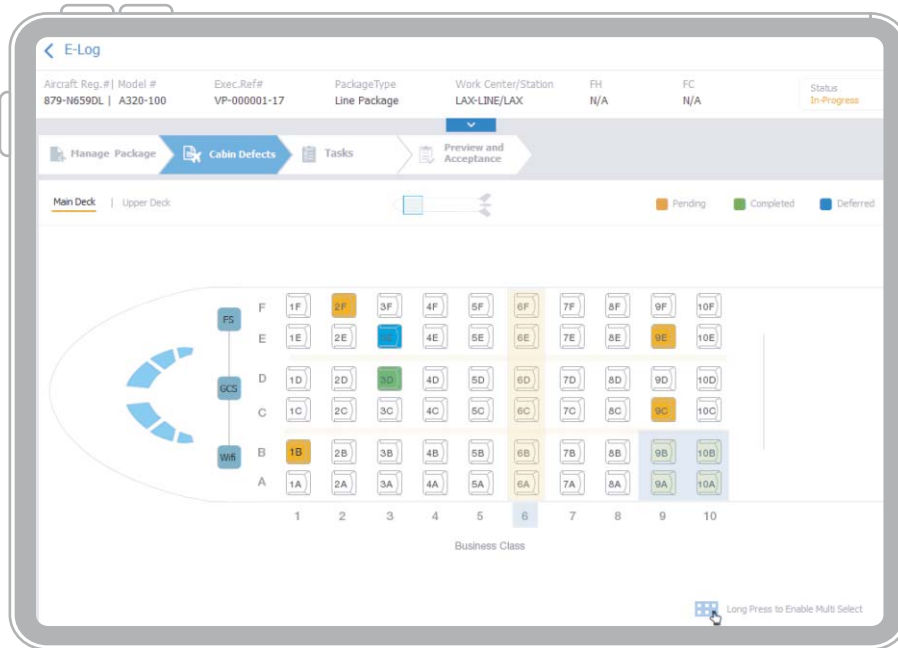 E-Log
Aircraft Reg.#| Model # Exec.Ref# PackageType Work Center/Station FH FC Status
879-N659DL | A320-100 VP-000001-17 Line Package LAX-LINE/LAX N/A N/A In-Progress
Manage Package Cabin Defects Tasks Preview and
Acceptance
Main Deck | Upper Deck Pending Completed Deferred
FS F 1F 2F 3F 4F 5F 6F 7F 8F 9F 10F
E 1E 2E 4E 5E 6E 7E 8E 9E 10E
GCS D 1D 2D 3D 4D 5D 6D 7D 8D 9D 10D
C 1C 2C 3C 4C 5C 6C 7C 8C 9C 10C
Wifi B 1B 2B 3B 4B 5B 6B 7B 8B 9B 10B
A 1A 2A 3A 4A 5A 6A 7A 8A 9A 10A
1 2 3 4 5 6 7 8 9 10
Business Class
Long Press to Enable Multi Select